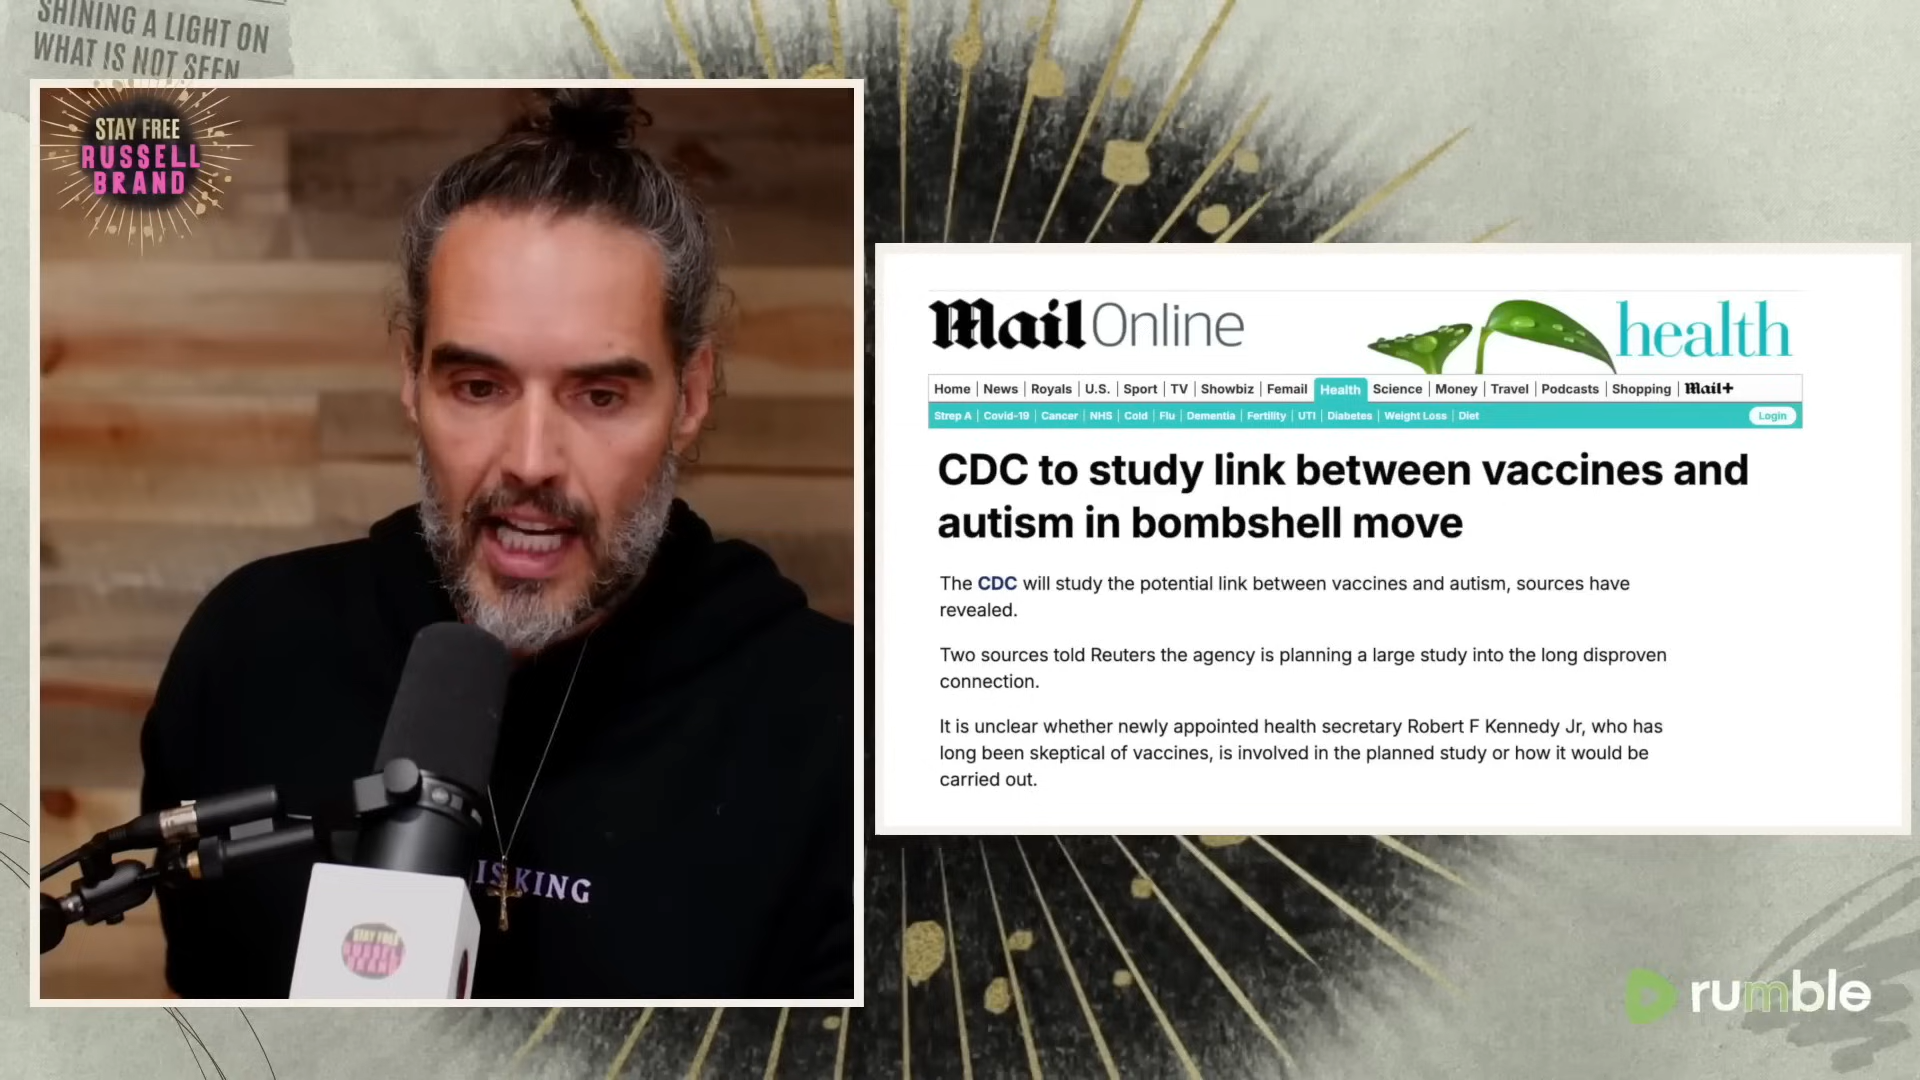 SHINING A LIGHT ON
WHAT IS NOT SEEN
STAY FREE
RUSSELL
BRAND
IS KING
STAY FREE
RUSSELL
BRAND
Mail Online
health
Home | News | Royals | U.S. | Sport | TV | Showbiz | Femail | Health | Science | Money | Travel | Podcasts | Shopping | Mail+
Strep A | Covid-19 | Cancer | NHS | Cold | Flu | Dementia | Fertility | UTI | Diabetes | Weight Loss | Diet
Login
CDC to study link between vaccines and
autism in bombshell move
The CDC will study the potential link between vaccines and autism, sources have
revealed.
Two sources told Reuters the agency is planning a large study into the long disproven
connection.
It is unclear whether newly appointed health secretary Robert F Kennedy Jr, who has
long been skeptical of vaccines, is involved in the planned study or how it would be
carried out.
rumble